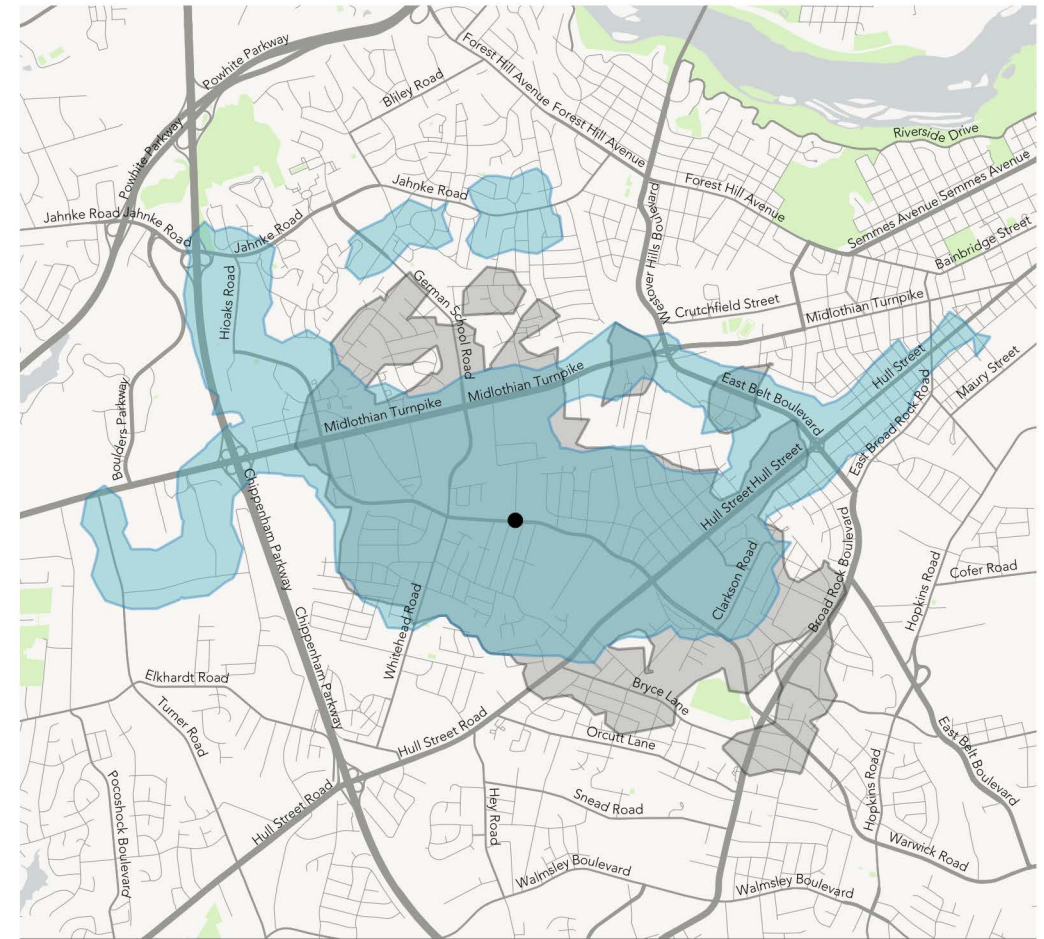 Powhite Parkway
Forest Hill Avenue Forest Hill Avenue
Bliley Road
Riverside Drive
Powhite Parkway
Jahnke Road
Forest Hill Avenue
Semmes Avenue Semmes Avenue
Jahnke Road Jahnke Road
Jahnke Road
Westover Hills Boulevard
Bainbridge Street
Hioaks Road
German School Road
Crutchfield Street
Midlothian Turnpike
Hull Street
Maury Street
Midlothian Turnpike
Midlothian Turnpike
East Belt Boulevard
East Broad Rock Road
Boulders Parkway
Chippenham Parkway
Hull Street Hull Street
Clarkson Road
Broad Rock Boulevard
Hopkins Road
Cofer Road
Whitehead Road
Chippenham Parkway
Elkhardt Road
Turner Road
Bryce Lane
Hull Street Road
Orcutt Lane
East Belt Boulevard
Pocoshock Boulevard
Hull Street Road
Hey Road
Snead Road
Hopkins Road
Warwick Road
Walmsley Boulevard
Walmsley Boulevard